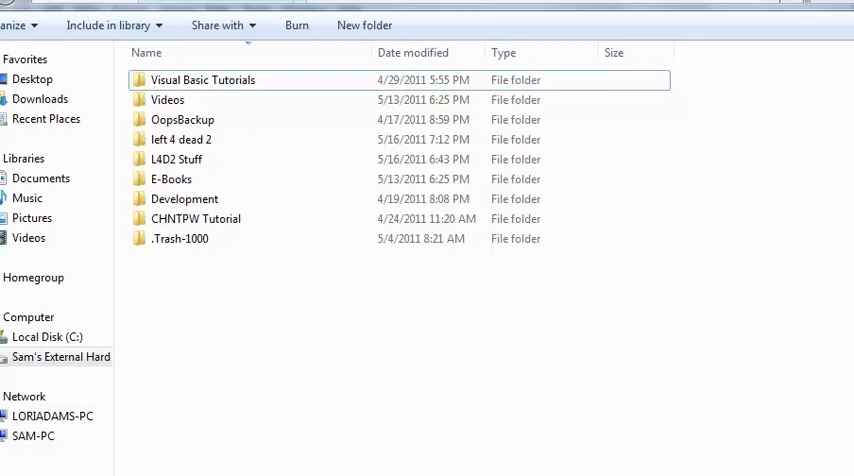 anize Include in library Share with Burn New folder
Name Date modified Type Size
Favorites
Desktop
Downloads
Recent Places
Libraries
Documents
Music
Pictures
Videos
Homegroup
Computer
Local Disk (C:)
Sam's External Hard
Network
LORIADAMS-PC
SAM-PC
Visual Basic Tutorials 4/29/2011 5:55 PM File folder
Videos 5/13/2011 6:25 PM File folder
OopsBackup 4/17/2011 8:59 PM File folder
left 4 dead 2 5/16/2011 7:12 PM File folder
L4D2 Stuff 5/16/2011 6:43 PM File folder
E-Books 5/13/2011 6:25 PM File folder
Development 4/19/2011 8:08 PM File folder
CHNTPW Tutorial 4/24/2011 11:20 AM File folder
.Trash-1000 5/4/2011 8:21 AM File folder